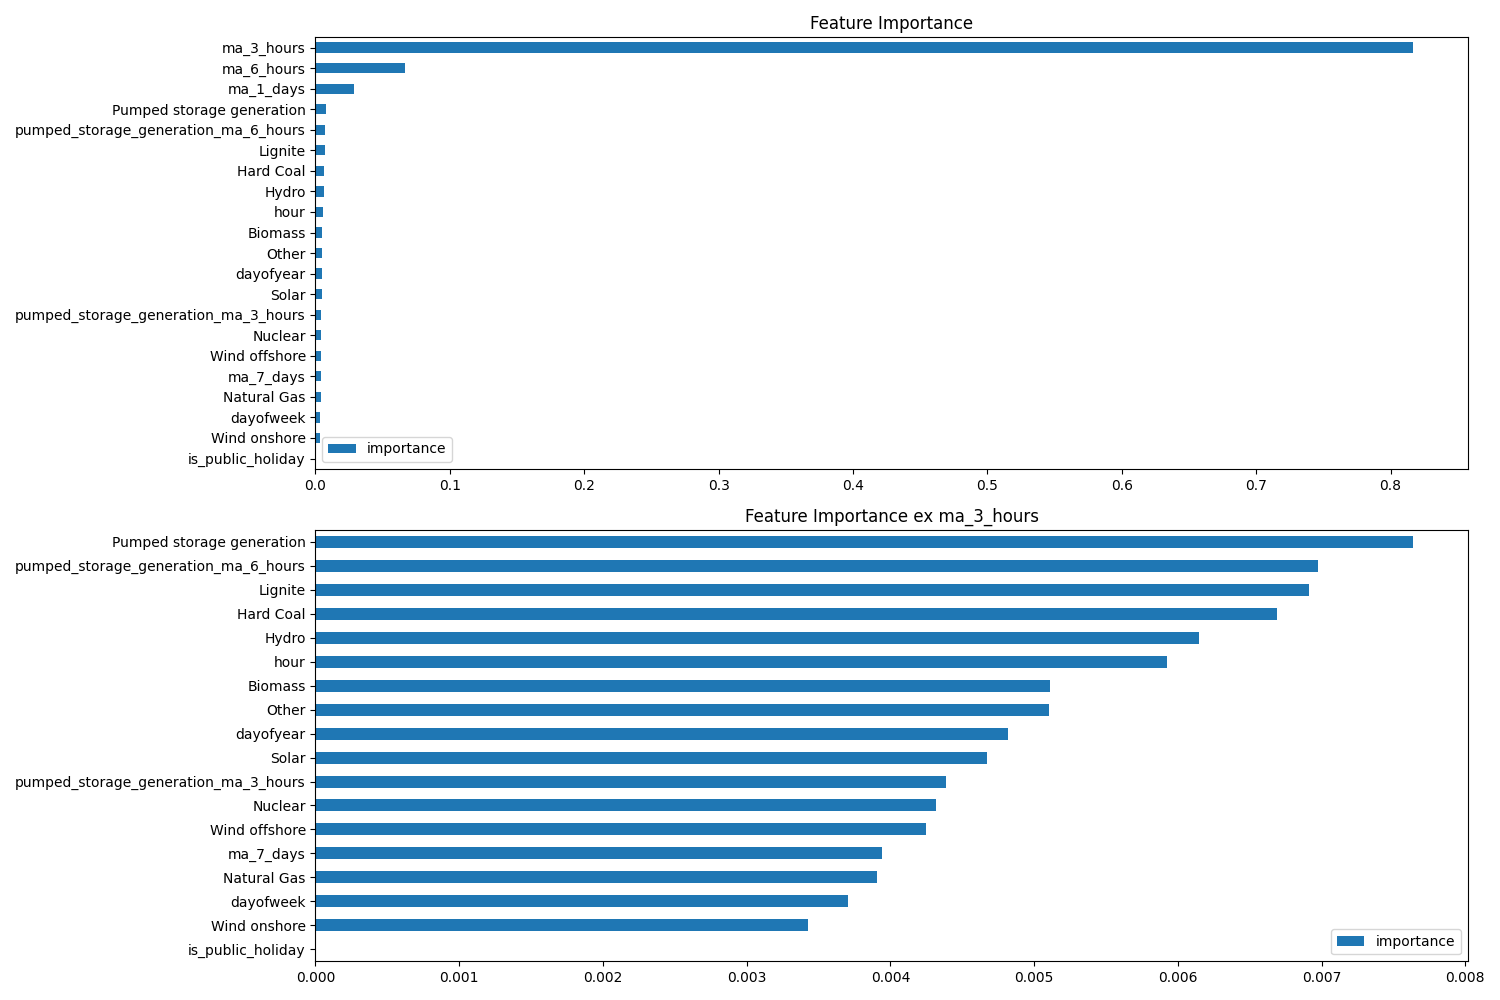 Feature Importance
ma_3_hours
ma_6_hours
ma_1_days
Pumped storage generation
pumped_storage_generation_ma_6_hours
Lignite
Hard Coal
Hydro
hour
Biomass
Other
dayofyear
Solar
pumped_storage_generation_ma_3_hours
Nuclear
Wind offshore
ma_7_days
Natural Gas
dayofweek
Wind onshore
is_public_holiday
importance
0.0 0.1 0.2 0.3 0.4 0.5 0.6 0.7 0.8
Feature Importance ex ma_3_hours
Pumped storage generation
pumped_storage_generation_ma_6_hours
Lignite
Hard Coal
Hydro
hour
Biomass
Other
dayofyear
Solar
pumped_storage_generation_ma_3_hours
Nuclear
Wind offshore
ma_7_days
Natural Gas
dayofweek
Wind onshore
is_public_holiday
importance
0.000 0.001 0.002 0.003 0.004 0.005 0.006 0.007 0.008